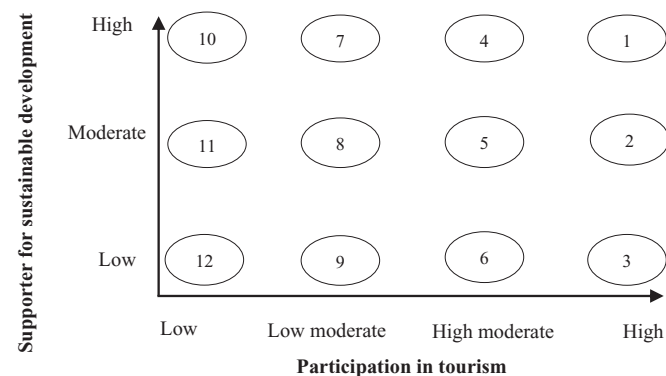 Supporter for sustainable development
High
10
7
4
1
Moderate
11
8
5
2
Low
12
9
6
3
Low
Low moderate
High moderate
High
Participation in tourism